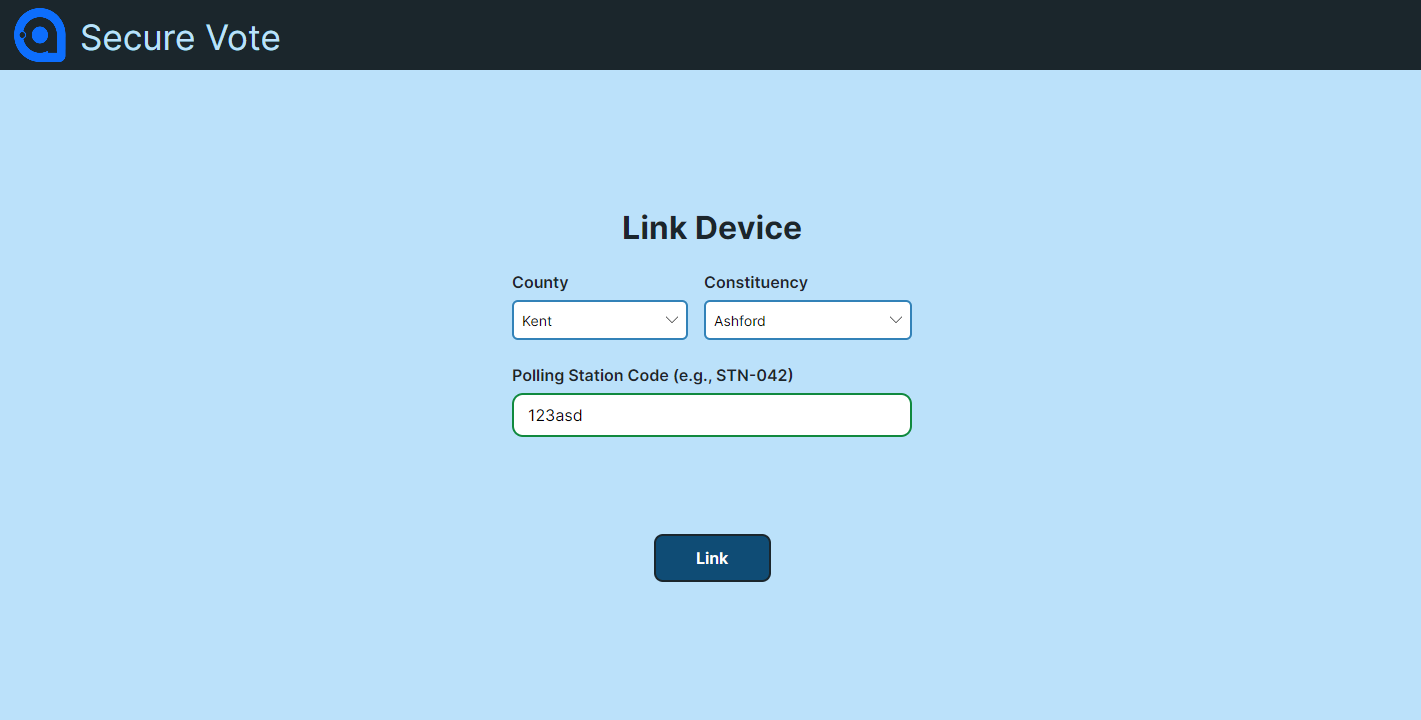 Secure Vote
Link Device
County Constituency
Kent Ashford
Polling Station Code (e.g., STN-042)
123asd
Link